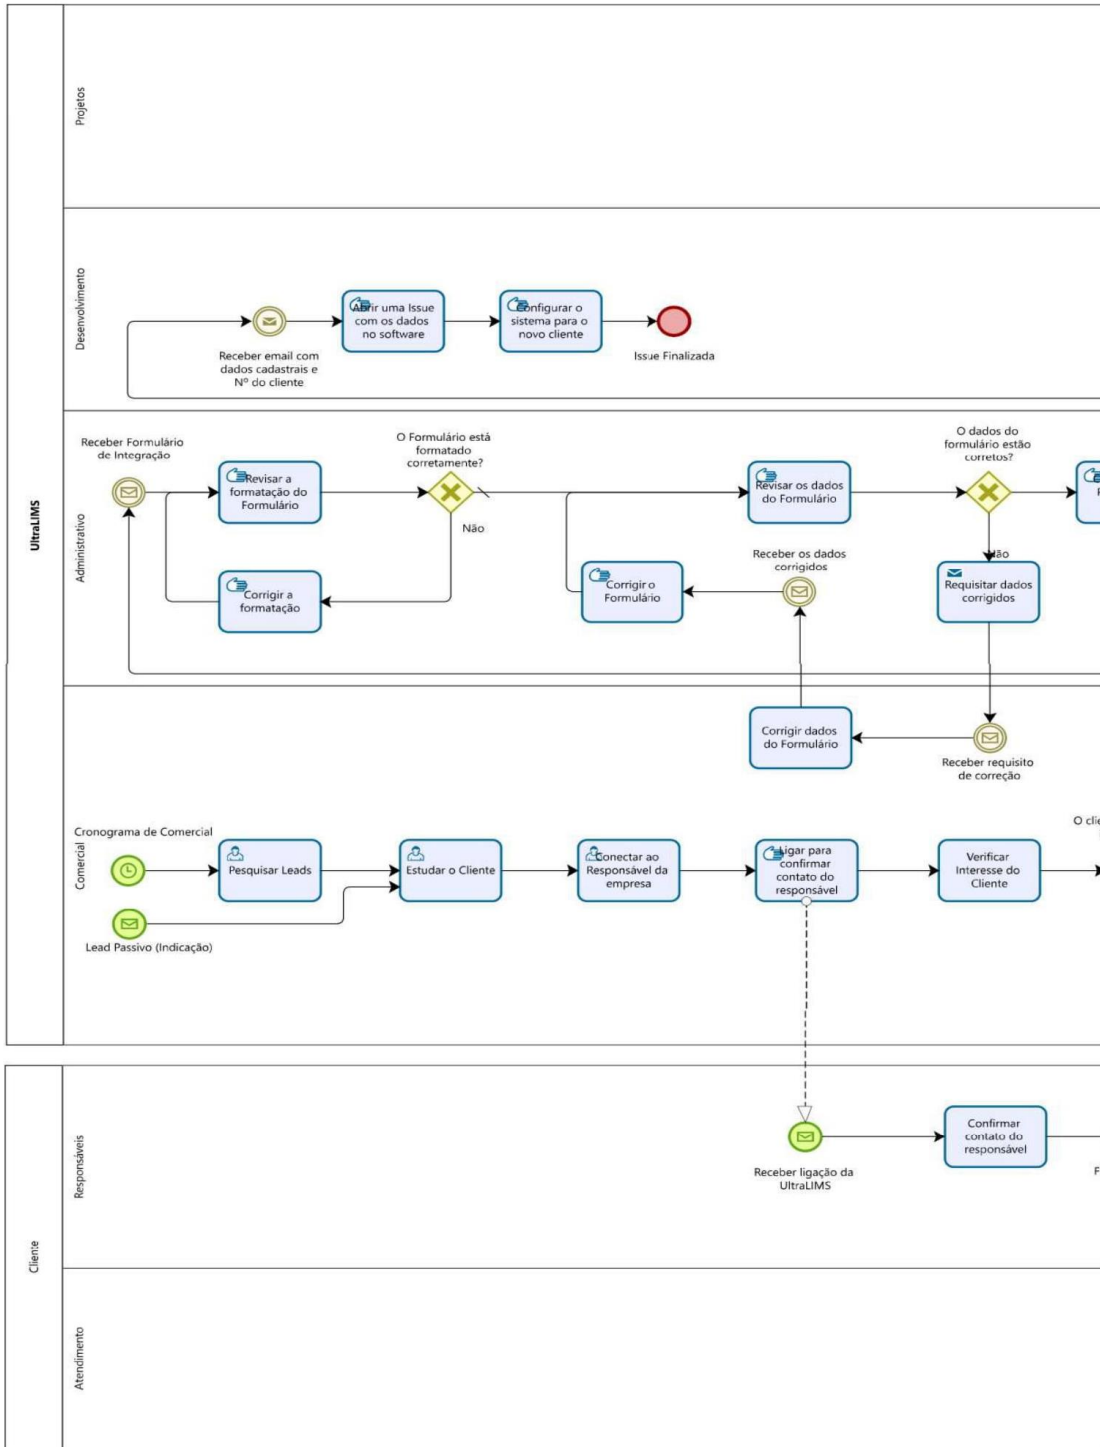 UltraLIMS
Projetos
Desenvolvimento
Receber email com
dados cadastrais e
Nº do cliente
Abrir uma Issue
com os dados
no software
Configurar o
sistema para o
novo cliente
Issue Finalizada
Administrativo
Receber Formulário
de Integração
Revisar a
formatação do
Formulário
O Formulário está
formatado
corretamente?
Não
Corrigir a
formatação
Revisar os dados
do Formulário
O dados do
formulário estão
corretos?
Não
Receber os dados
corrigidos
Corrigir o
Formulário
Requisitar dados
corrigidos
Comercial
Corrigir dados
do Formulário
Receber requisito
de correção
Cronograma de Comercial
Pesquisar Leads
Lead Passivo (Indicação)
Estudar o Cliente
Conectar ao
Responsável da
empresa
Ligar para
confirmar
contato do
responsável
Verificar
Interesse do
Cliente
O clie
Cliente
Responsáveis
Receber ligação da
UltraLIMS
Confirmar
contato do
responsável
F
Atendimento